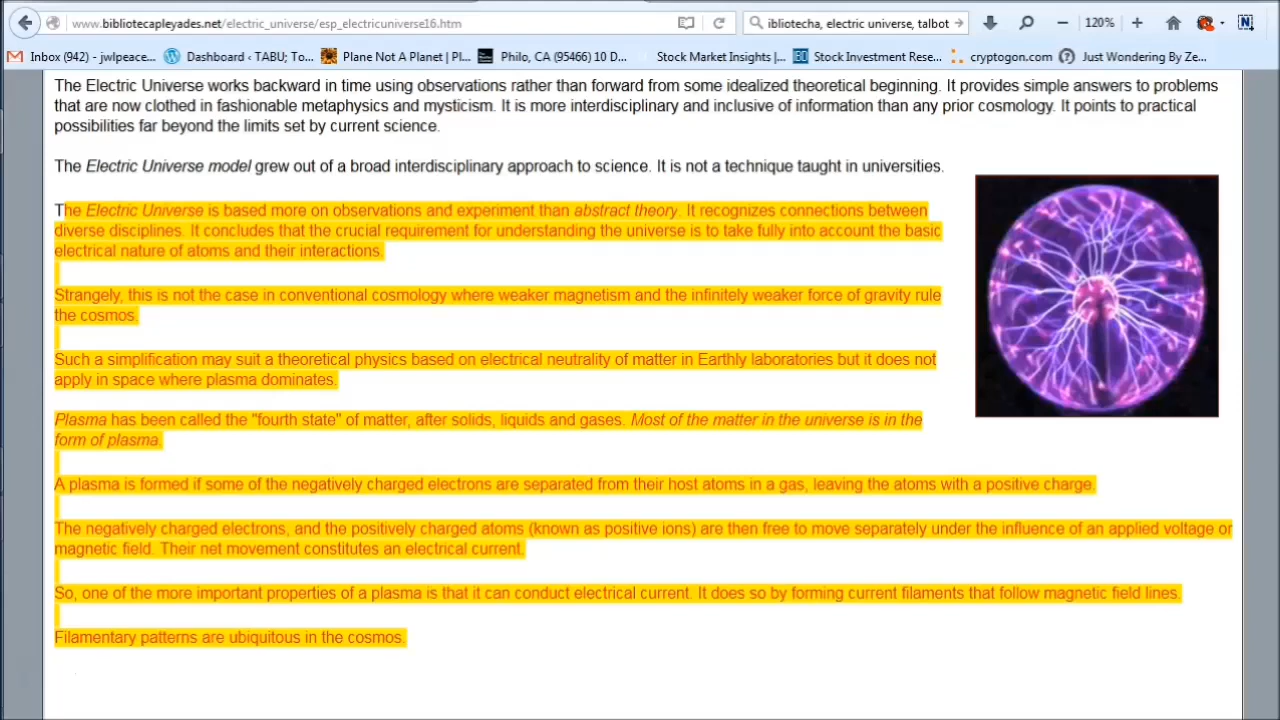 www.bibliotecapleyades.net/electric_universe/esp_electricuniverse16.htm
ibliotecha, electric universe, talbot
120%
Inbox (942) - jwlpeace...
Dashboard ‹ TABU; To...
Plane Not A Planet | Pl...
Philo, CA (95466) 10 D...
Stock Market Insights |...
Stock Investment Rese...
cryptogon.com
Just Wondering By Ze...
The Electric Universe works backward in time using observations rather than forward from some idealized theoretical beginning. It provides simple answers to problems
that are now clothed in fashionable metaphysics and mysticism. It is more interdisciplinary and inclusive of information than any prior cosmology. It points to practical
possibilities far beyond the limits set by current science.
The Electric Universe model grew out of a broad interdisciplinary approach to science. It is not a technique taught in universities.
The Electric Universe is based more on observations and experiment than abstract theory. It recognizes connections between
diverse disciplines. It concludes that the crucial requirement for understanding the universe is to take fully into account the basic
electrical nature of atoms and their interactions.
Strangely, this is not the case in conventional cosmology where weaker magnetism and the infinitely weaker force of gravity rule
the cosmos.
Such a simplification may suit a theoretical physics based on electrical neutrality of matter in Earthly laboratories but it does not
apply in space where plasma dominates.
Plasma has been called the "fourth state" of matter, after solids, liquids and gases. Most of the matter in the universe is in the
form of plasma.
A plasma is formed if some of the negatively charged electrons are separated from their host atoms in a gas, leaving the atoms with a positive charge.
The negatively charged electrons, and the positively charged atoms (known as positive ions) are then free to move separately under the influence of an applied voltage or
magnetic field. Their net movement constitutes an electrical current.
So, one of the more important properties of a plasma is that it can conduct electrical current. It does so by forming current filaments that follow magnetic field lines.
Filamentary patterns are ubiquitous in the cosmos.